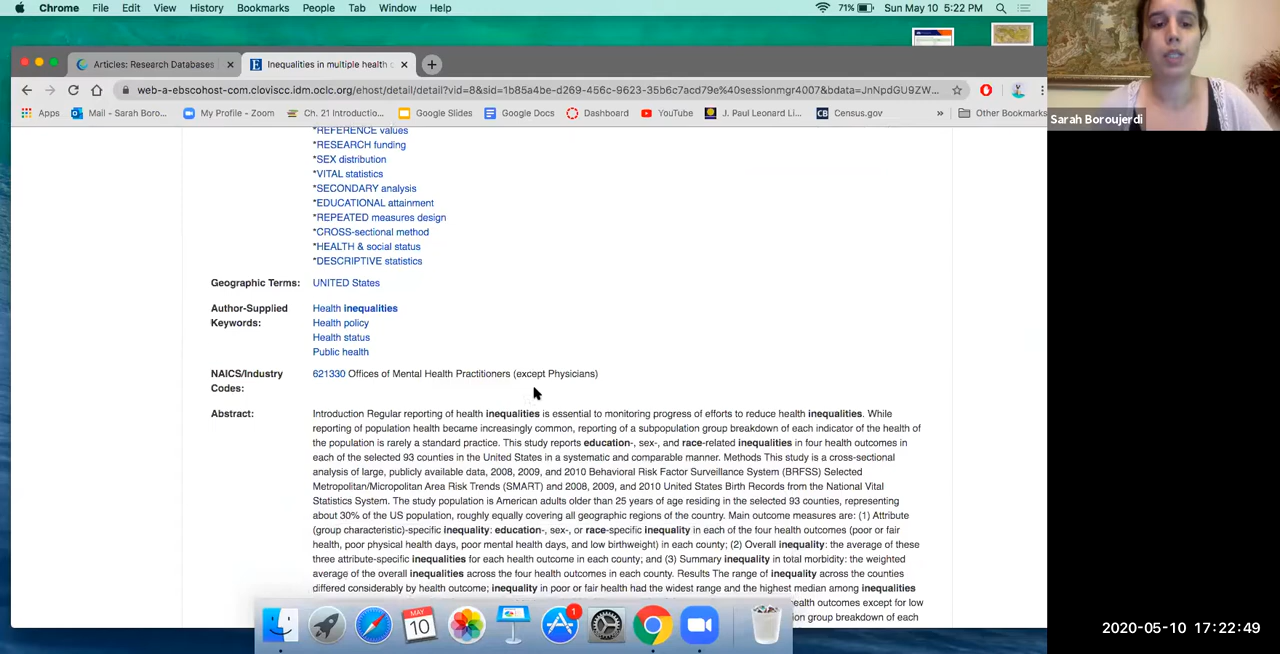 Chrome File Edit View History Bookmarks People Tab Window Help 71% Sun May 10 5:22 PM
Articles: Research Databases Inequalities in multiple health
web-a-ebscohost-com.cloviscc.idm.oclc.org/ehost/detail/detail?vid=8&sid=1b85a4be-d269-456c-9623-35b6c7acd79e%40sessionmgr4007&bdata=JnNpdGU9ZW...
Apps Mail - Sarah Borou... My Profile - Zoom Ch. 21 Introductio... Google Slides Google Docs Dashboard YouTube J. Paul Leonard Li... Census.gov » Other Bookmarks
Sarah Boroujerdi
*REFERENCE values
*RESEARCH funding
*SEX distribution
*VITAL statistics
*SECONDARY analysis
*EDUCATIONAL attainment
*REPEATED measures design
*CROSS-sectional method
*HEALTH & social status
*DESCRIPTIVE statistics
Geographic Terms: UNITED States
Author-Supplied Health inequalities
Keywords: Health policy
Health status
Public health
NAICS/Industry 621330 Offices of Mental Health Practitioners (except Physicians)
Codes:
Abstract: Introduction Regular reporting of health inequalities is essential to monitoring progress of efforts to reduce health inequalities. While
reporting of population health became increasingly common, reporting of a subpopulation group breakdown of each indicator of the health of
the population is rarely a standard practice. This study reports education-, sex-, and race-related inequalities in four health outcomes in
each of the selected 93 counties in the United States in a systematic and comparable manner. Methods This study is a cross-sectional
analysis of large, publicly available data, 2008, 2009, and 2010 Behavioral Risk Factor Surveillance System (BRFSS) Selected
Metropolitan/Micropolitan Area Risk Trends (SMART) and 2008, 2009, and 2010 United States Birth Records from the National Vital
Statistics System. The study population is American adults older than 25 years of age residing in the selected 93 counties, representing
about 30% of the US population, roughly equally covering all geographic regions of the country. Main outcome measures are: (1) Attribute
(group characteristic)-specific inequality: education-, sex-, or race-specific inequality in each of the four health outcomes (poor or fair
health, poor physical health days, poor mental health days, and low birthweight) in each county; (2) Overall inequality: the average of these
three attribute-specific inequalities for each health outcome in each county; and (3) Summary inequality in total morbidity: the weighted
average of the overall inequalities across the four health outcomes in each county. Results The range of inequality across the counties
differed considerably by health outcome; inequality in poor or fair health had the widest range and the highest median among inequalities
health outcomes except for low
on group breakdown of each
MAY
10
1
2020-05-10 17:22:49